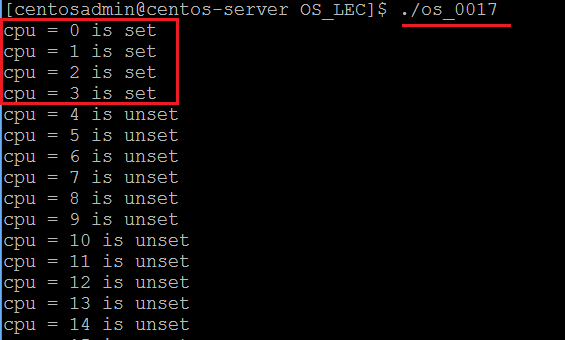 [centosadmin@centos-server OS_LEC]$ ./os_0017
cpu = 0 is set
cpu = 1 is set
cpu = 2 is set
cpu = 3 is set
cpu = 4 is unset
cpu = 5 is unset
cpu = 6 is unset
cpu = 7 is unset
cpu = 8 is unset
cpu = 9 is unset
cpu = 10 is unset
cpu = 11 is unset
cpu = 12 is unset
cpu = 13 is unset
cpu = 14 is unset